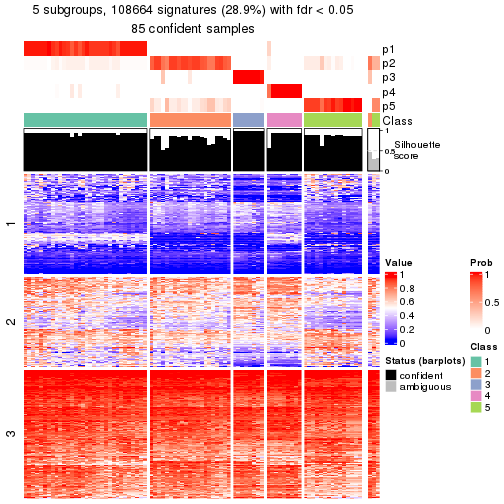 5 subgroups, 108664 signatures (28.9%) with fdr < 0.05
85 confident samples
p1
p2
p3
p4
p5
Class
1
0.5
0
Silhouette
score
1
2
3
Value
1
0.8
0.6
0.4
0.2
0
Status (barplots)
confident
ambiguous
Prob
1
0.5
0
Class
1
2
3
4
5